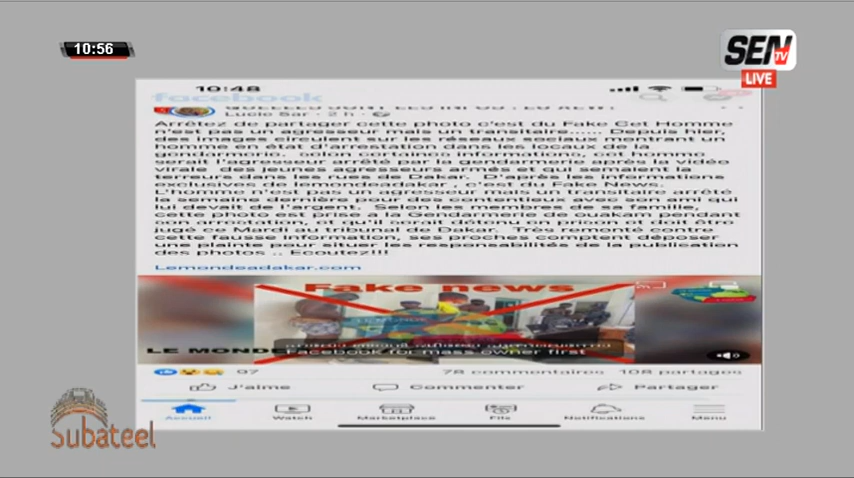 10:56
SEN
TV
LIVE
10:48
facebook
Lucie Sar · 2 h ·
Arrêtez de partager cette photo c'est du Fake Cet Homme
n'est pas un agresseur mais un transitaire...... Depuis hier,
des images circulent sur les réseaux sociaux montrant un
homme en état d'arrestation dans les locaux de la
gendarmerie. selon certaines informations, cet homme
serait l'agresseur arrêté par la gendarmerie après la vidéo
virale des jeunes agresseurs armés et qui semaient la
terreurs dans les rues de Dakar. D'après les informations
exclusives de lemondeadakar , c'est du Fake News.
L'homme n'est pas un agresseur mais un transitaire arrêté
la semaine dernière pour des contentieux avec son ami qui
lui devait de l'argent. Selon les membres de sa famille,
cette photo est prise a la Gendarmerie de ouakam pendant
son arrestation, et qu'il serait détenu en prison et doit être
jugé ce Mardi au tribunal de Dakar. Très remonté contre
cette fausse information, ses proches comptent déposer
une plainte pour situer les responsabilités de la publication
des photos .. Ecoutez!!!
Lemondeadakar.com
Fake news
LE MONDE
Facebook for mass owner first
97
78 commentaires 108 partages
J'aime
Commenter
Partager
Accueil
Watch
Marketplace
Fils
Notifications
Menu
Subateel